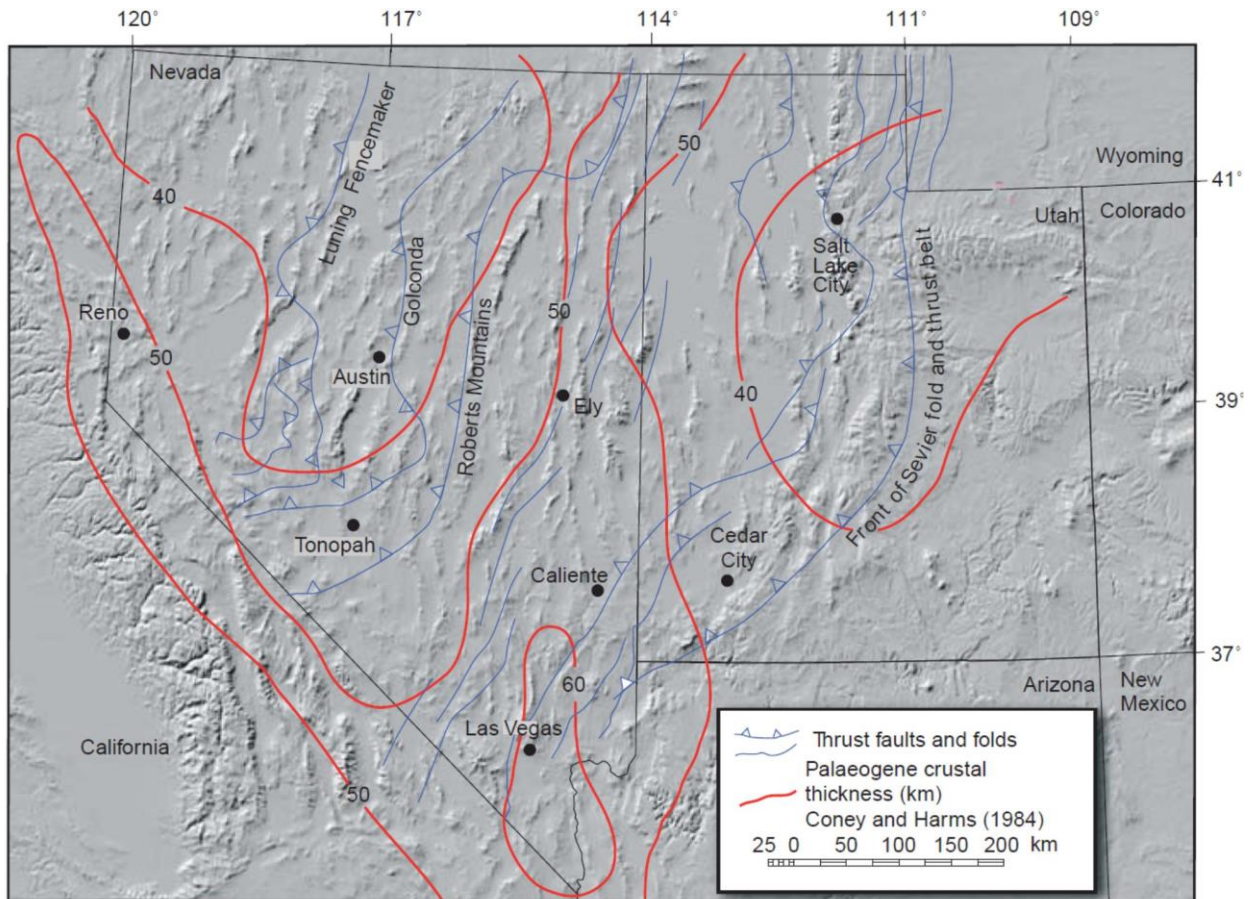 120°
117°
114°
111°
109°
Nevada
Luning Fencemaker
Golconda
Roberts Mountains
40
50
50
50
40
Wyoming
41°
Utah
Colorado
Salt
Lake
City
Front of Sevier fold and thrust belt
Reno
Austin
Ely
39°
Tonopah
Caliente
Cedar
City
60
37°
Arizona
New
Mexico
Las Vegas
California
50
Thrust faults and folds
Palaeogene crustal
thickness (km)
Coney and Harms (1984)
25 0 50 100 150 200 km